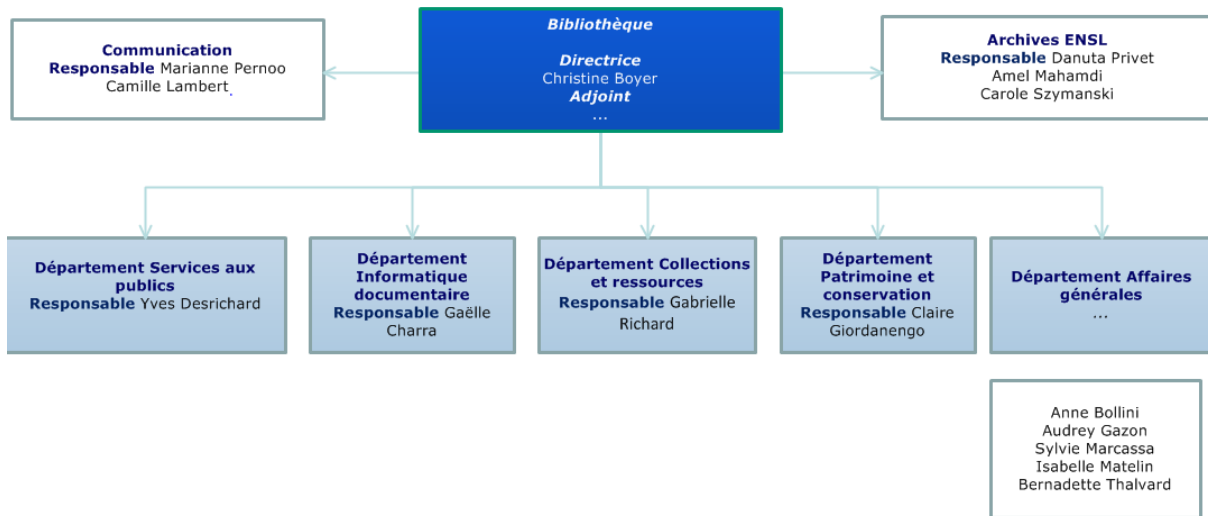 Bibliothèque
Directrice
Christine Boyer
Adjoint
...
Communication
Responsable Marianne Pernoo
Camille Lambert.
Archives ENSL
Responsable Danuta Privet
Amel Mahamdi
Carole Szymanski
Département Services aux
publics
Responsable Yves Desrichard
Département
Informatique
documentaire
Responsable Gaëlle
Charra
Département Collections
et ressources
Responsable Gabrielle
Richard
Département
Patrimoine et
conservation
Responsable Claire
Giordanengo
Département Affaires
générales
...
Anne Bollini
Audrey Gazon
Sylvie Marcassa
Isabelle Matelin
Bernadette Thalvard